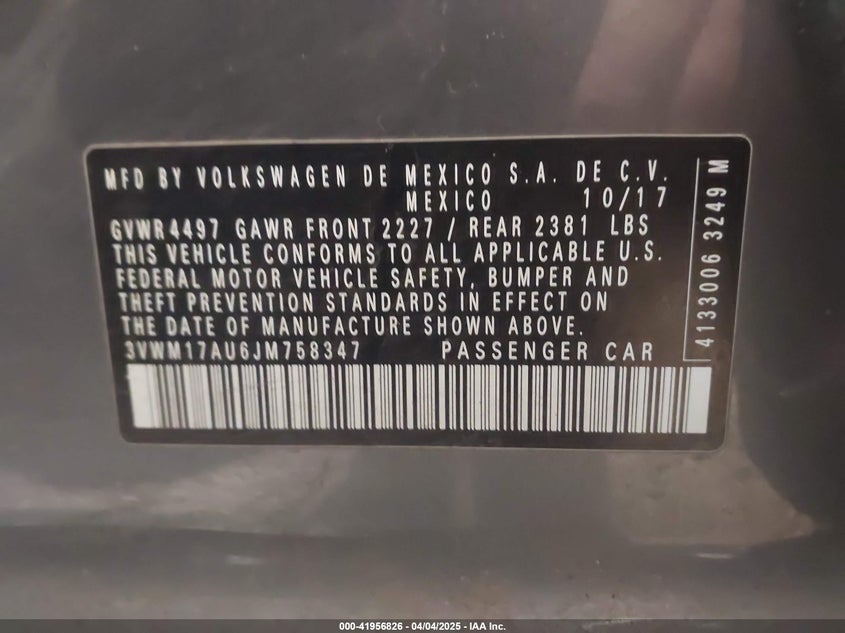 MFD BY VOLKSWAGEN DE MEXICO S.A. DE C.V.
MEXICO 10/17
GVWR 4497 GAWR FRONT 2227 / REAR 2381 LBS
THIS VEHICLE CONFORMS TO ALL APPLICABLE U.S.
FEDERAL MOTOR VEHICLE SAFETY, BUMPER AND
THEFT PREVENTION STANDARDS IN EFFECT ON
THE DATE OF MANUFACTURE SHOWN ABOVE.
3VWM17AU6JM758347 PASSENGER CAR
4133006 3249 M
000-41956826 - 04/04/2025 - IAA Inc.